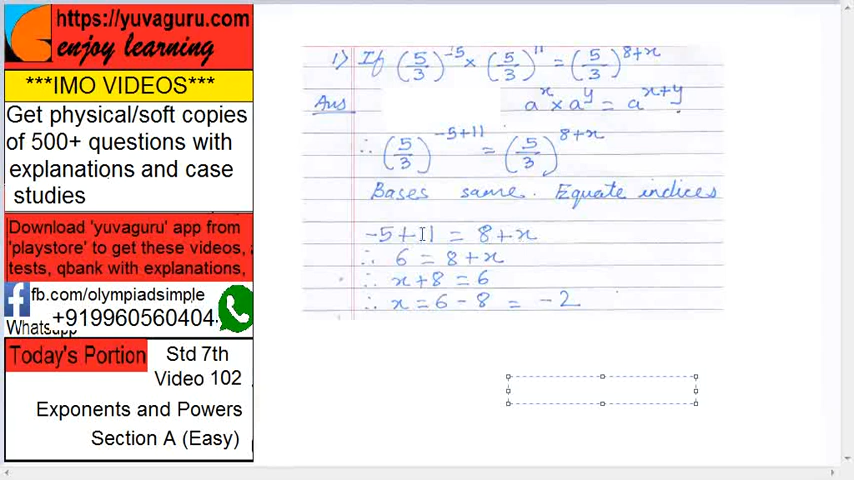 https://yuvaguru.com
enjoy learning
***IMO VIDEOS***
Get physical/soft copies
of 500+ questions with
explanations and case
studies
Download 'yuvaguru' app from
'playstore' to get these videos,
tests, qbank with explanations,
fb.com/olympiadsimple
+919960560404.
Whatsapp
Today's Portion
Std 7th
Video 102
Exponents and Powers
Section A (Easy)
1) If (5/3)^-5 × (5/3)^11 = (5/3)^8+x
Ans a^x × a^y = a^x+y
∴ (5/3)^-5+11 = (5/3)^8+x
Bases same. Equate indices
-5+11 = 8+x
∴ 6 = 8+x
∴ x+8 = 6
∴ x = 6-8 = -2